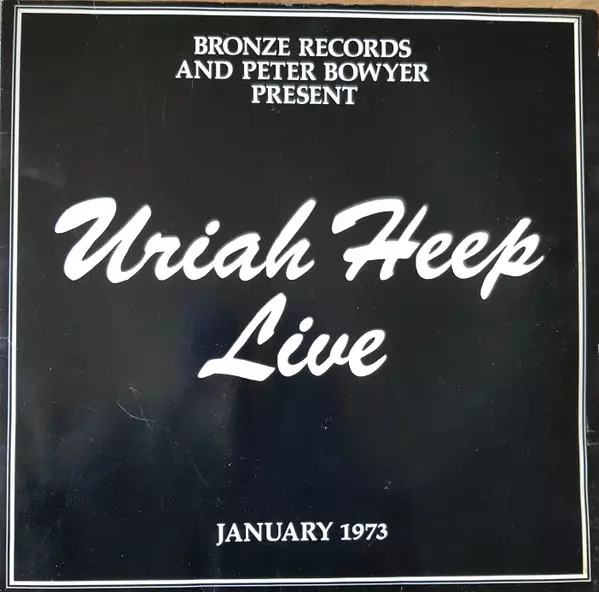 BRONZE RECORDS
AND PETER BOWYER
PRESENT
Uriah Heep
Live
JANUARY 1973